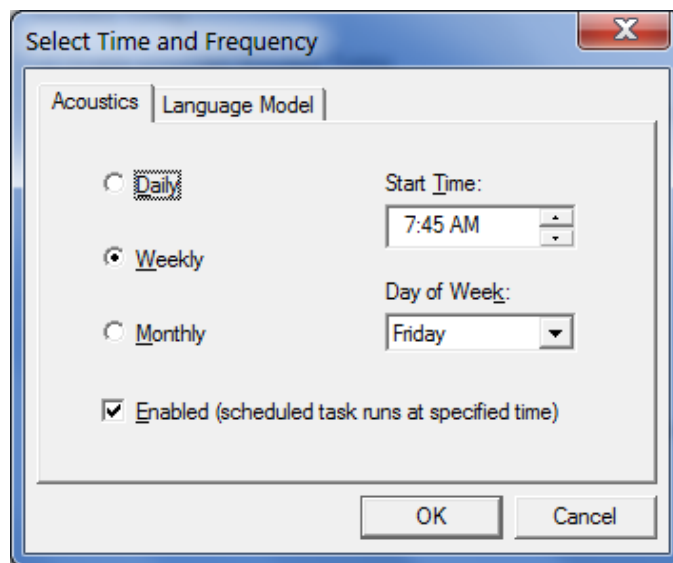 Select Time and Frequency
Acoustics Language Model
Daily
Weekly
Monthly
Start Time:
7:45 AM
Day of Week:
Friday
Enabled (scheduled task runs at specified time)
OK Cancel